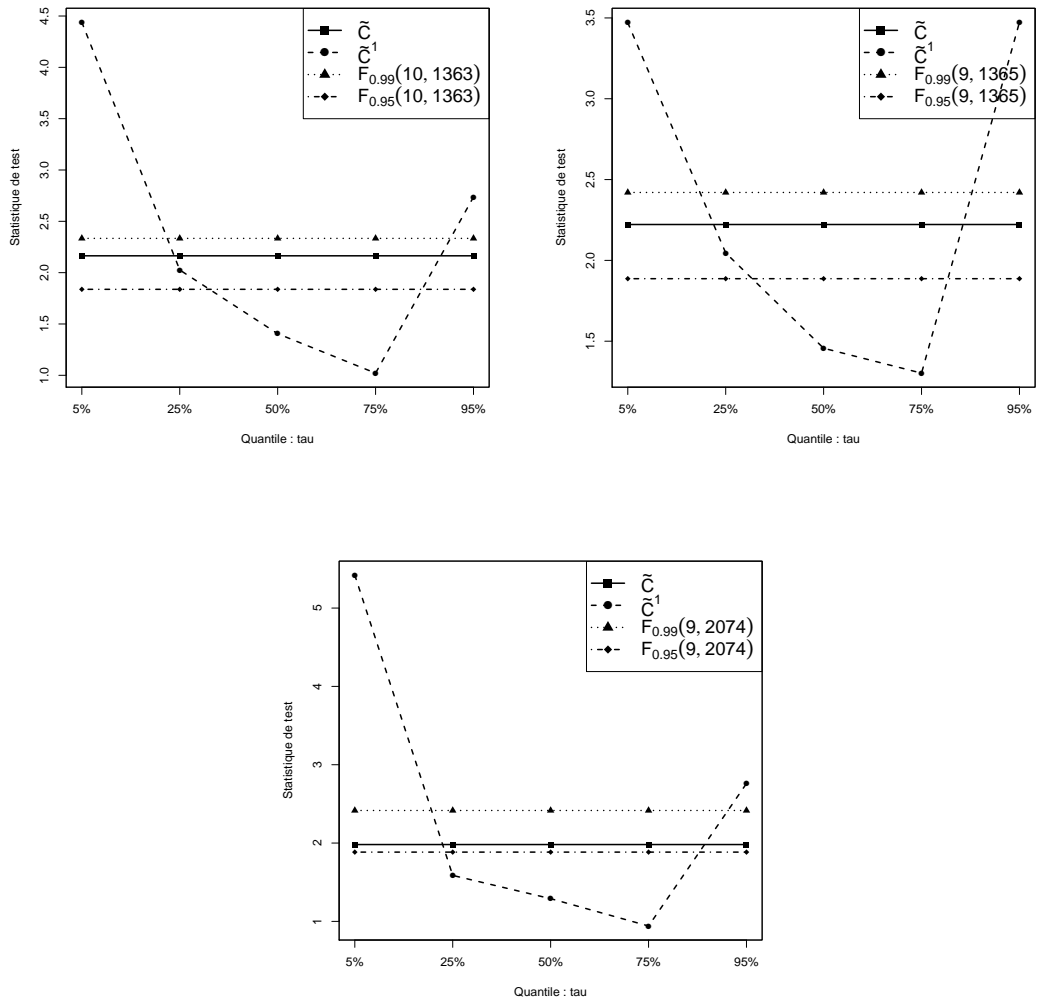 C̃
C̃¹
F₀.₉₉(10, 1363)
F₀.₉₅(10, 1363)
4.5
4.0
3.5
3.0
2.5
2.0
1.5
1.0
Statistique de test
5% 25% 50% 75% 95%
Quantile : tau
C̃
C̃¹
F₀.₉₉(9, 1365)
F₀.₉₅(9, 1365)
3.5
3.0
2.5
2.0
1.5
Statistique de test
5% 25% 50% 75% 95%
Quantile : tau
C̃
C̃¹
F₀.₉₉(9, 2074)
F₀.₉₅(9, 2074)
5
4
3
2
1
Statistique de test
5% 25% 50% 75% 95%
Quantile : tau